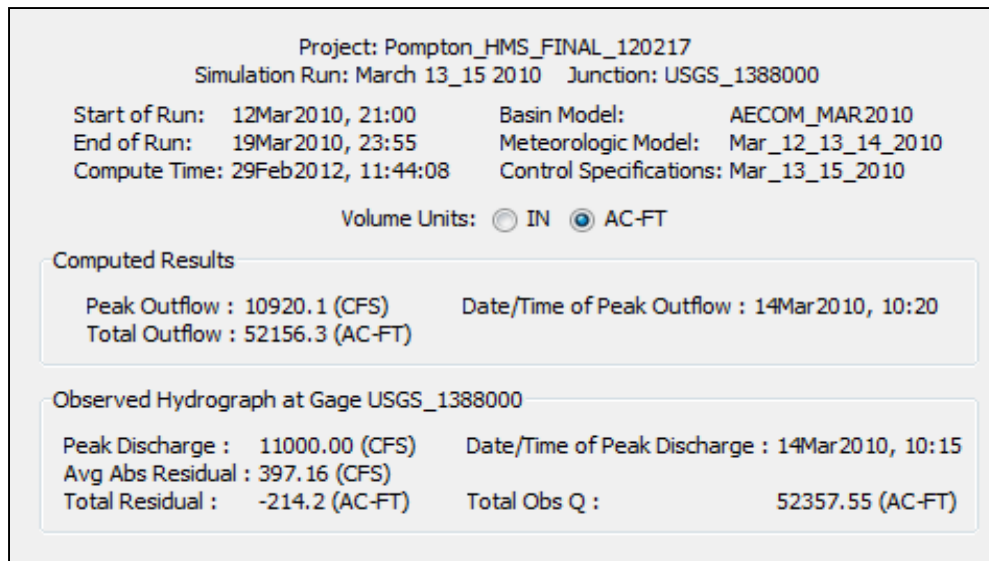 Project: Pompton_HMS_FINAL_120217
Simulation Run: March 13_15 2010 Junction: USGS_1388000
Start of Run: 12Mar2010, 21:00 Basin Model: AECOM_MAR2010
End of Run: 19Mar2010, 23:55 Meteorologic Model: Mar_12_13_14_2010
Compute Time: 29Feb2012, 11:44:08 Control Specifications: Mar_13_15_2010
Volume Units: IN AC-FT
Computed Results
Peak Outflow : 10920.1 (CFS) Date/Time of Peak Outflow : 14Mar2010, 10:20
Total Outflow : 52156.3 (AC-FT)
Observed Hydrograph at Gage USGS_1388000
Peak Discharge : 11000.00 (CFS) Date/Time of Peak Discharge : 14Mar2010, 10:15
Avg Abs Residual : 397.16 (CFS)
Total Residual : -214.2 (AC-FT) Total Obs Q : 52357.55 (AC-FT)